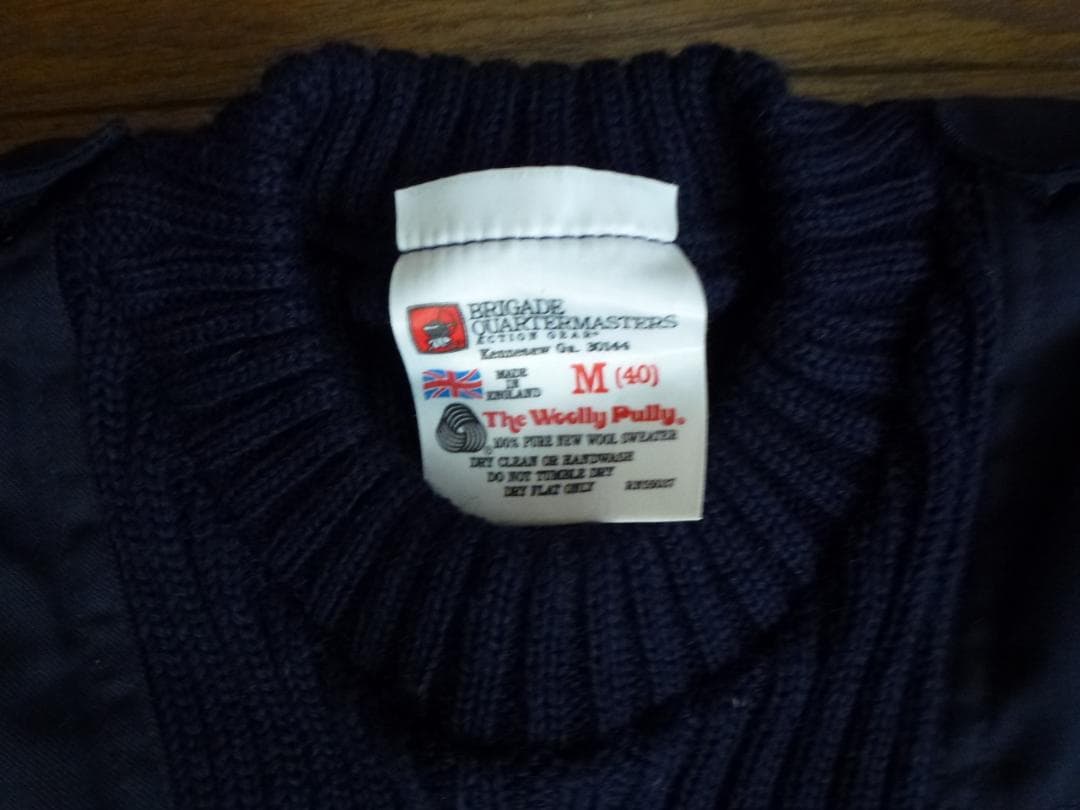 BRIGADE
QUARTERMASTERS
ACTION GEAR
Kennesaw Ga. 30144
MADE
IN
ENGLAND
M (40)
The Woolly Pully®
100% PURE NEW WOOL SWEATER
DRY CLEAN OR HANDWASH
DO NOT TUMBLE DRY
DRY FLAT ONLY